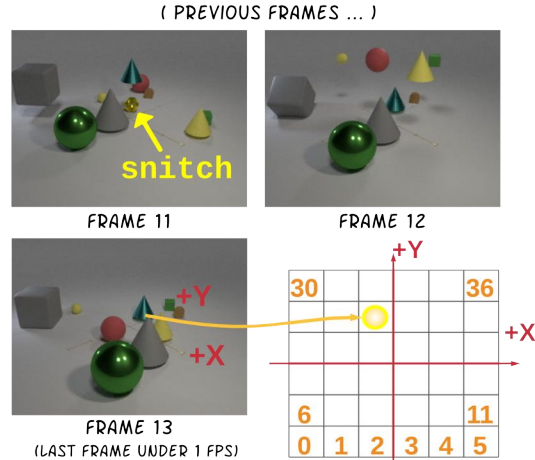 ( PREVIOUS FRAMES ... )
snitch
FRAME 11
FRAME 12
+Y
+X
FRAME 13
(LAST FRAME UNDER 1 FPS)
+Y
30
36
+X
6
11
0 1 2 3 4 5